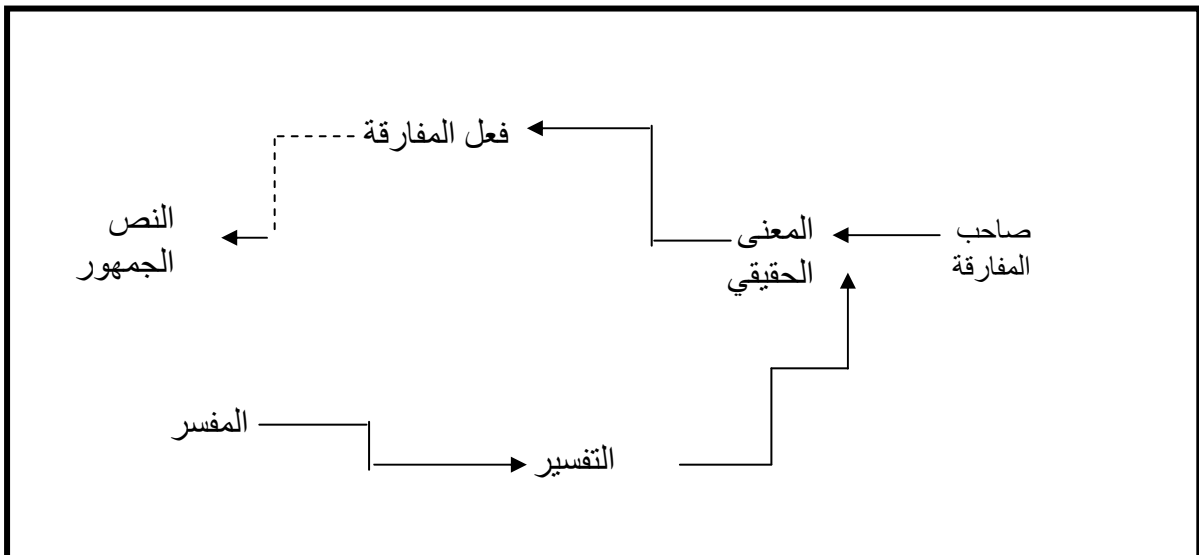 فعل المفارقة
صاحب
المفارقة
المعنى
الحقيقي
النص
الجمهور
المفسر
التفسير